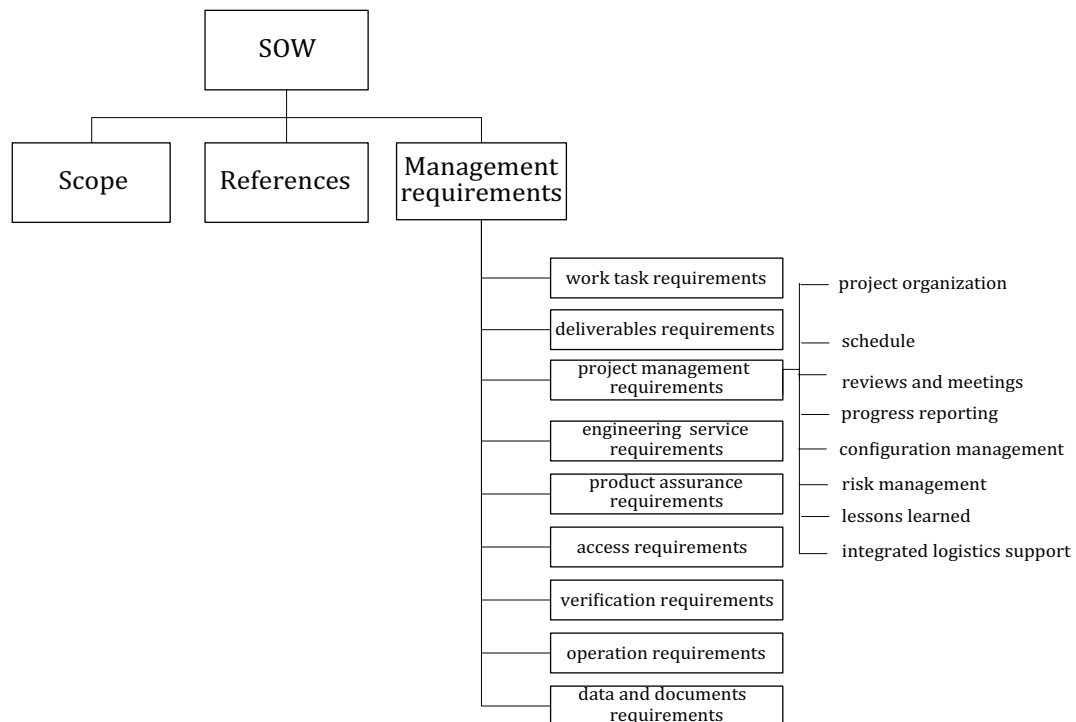 SOW
Scope
References
Management
requirements
work task requirements
deliverables requirements
project management
requirements
engineering service
requirements
product assurance
requirements
access requirements
verification requirements
operation requirements
data and documents
requirements
project organization
schedule
reviews and meetings
progress reporting
configuration management
risk management
lessons learned
integrated logistics support